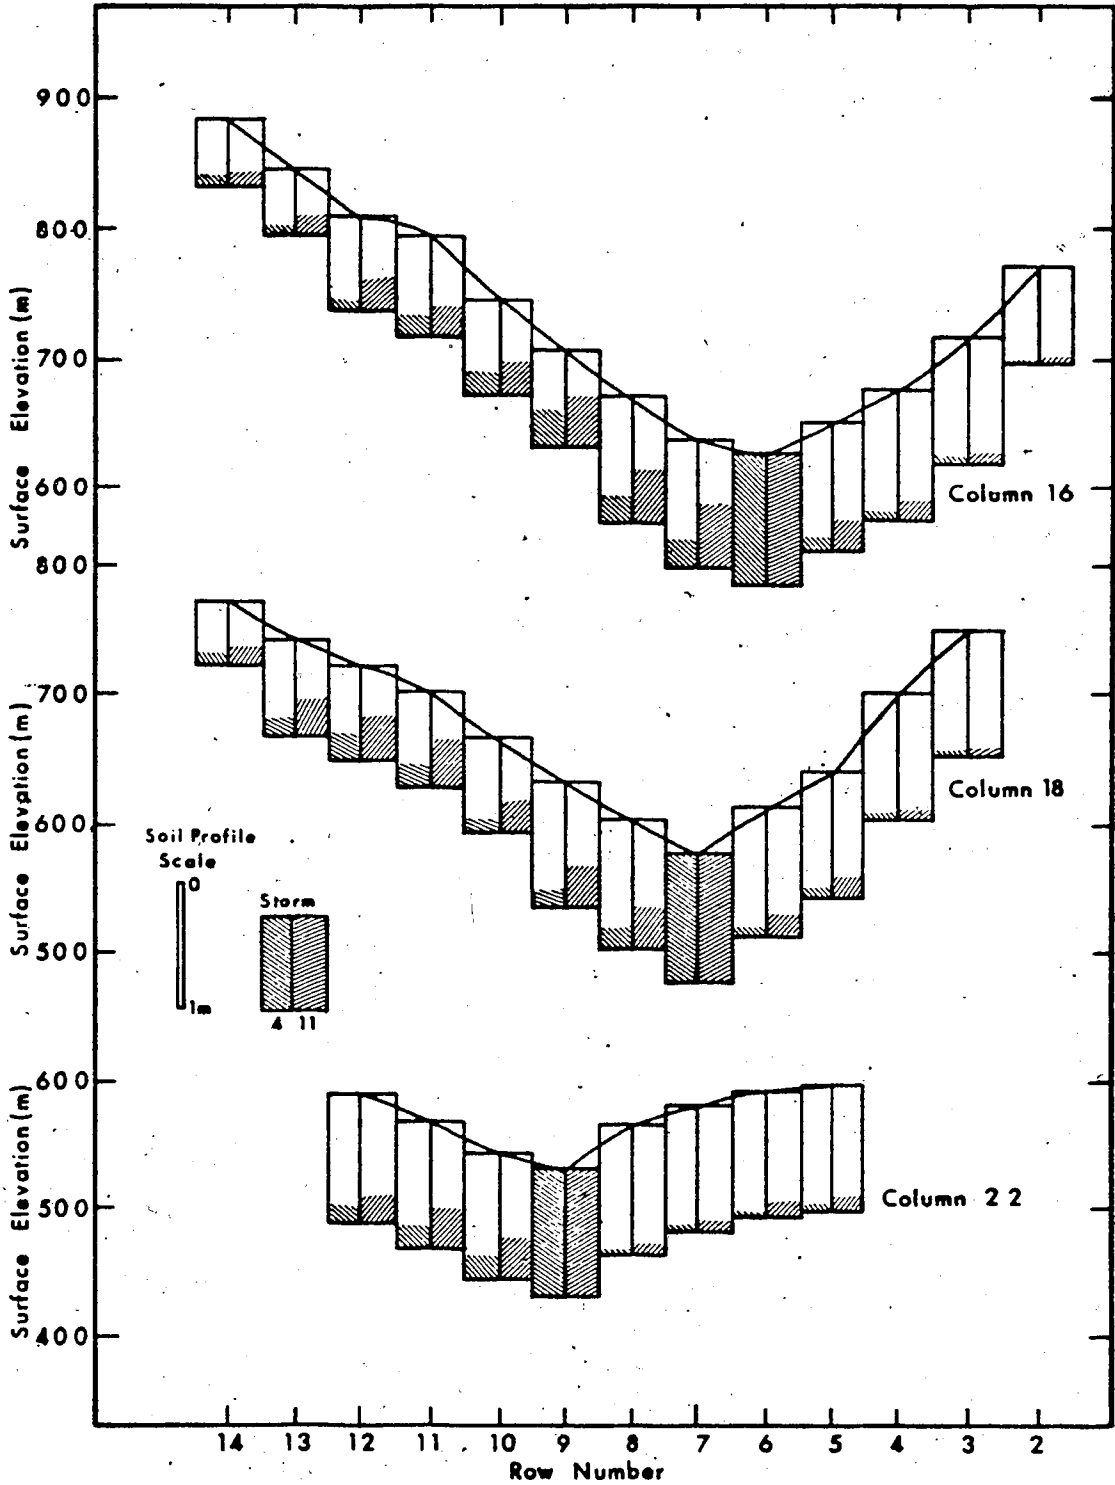 900
800
700
600
Surface Elevation (m)
Column 16
800
700
600
500
Surface Elevation (m)
Column 18
Soil Profile
Scale
0
1m
Storm
4 11
600
500
400
Surface Elevation (m)
Column 22
14 13 12 11 10 9 8 7 6 5 4 3 2
Row Number